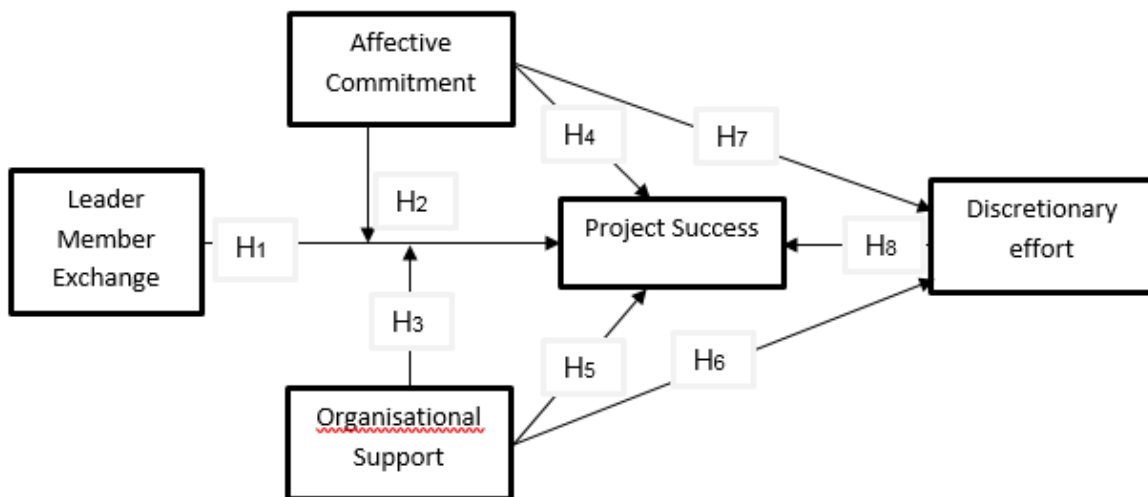 Affective
Commitment
H4
H7
Leader
Member
Exchange
H2
H1
Project Success
Discretionary
effort
H8
H3
H5
H6
Organisational
Support